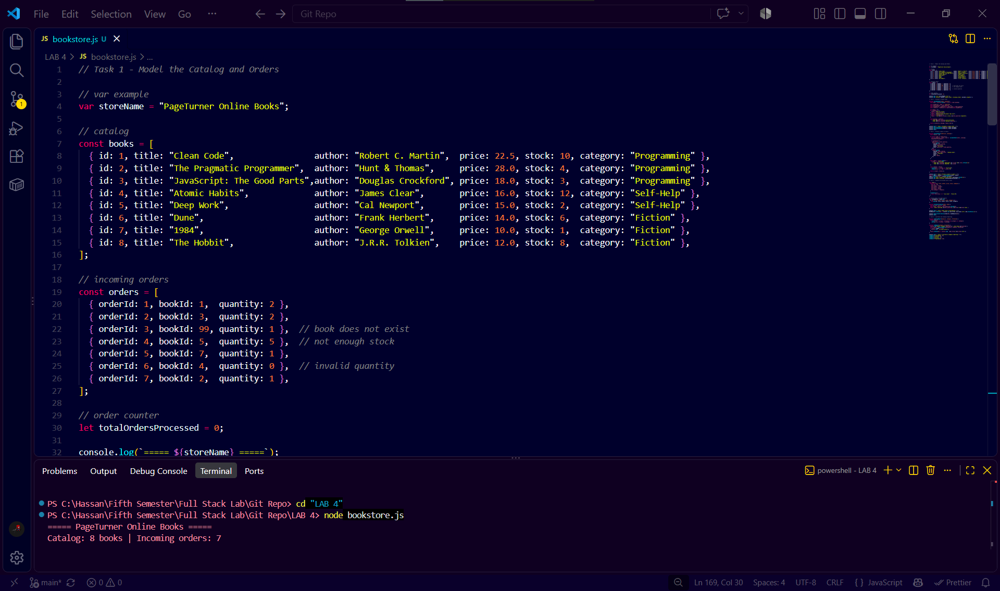 File Edit Selection View Go ··· Git Repo
JS bookstore.js U
LAB 4 > JS bookstore.js > ...
1 // Task 1 - Model the Catalog and Orders
2
3 // var example
4 var storeName = "PageTurner Online Books";
5
6 // catalog
7 const books = [
8 { id: 1, title: "Clean Code", author: "Robert C. Martin", price: 22.5, stock: 10, category: "Programming" },
9 { id: 2, title: "The Pragmatic Programmer", author: "Hunt & Thomas", price: 28.0, stock: 4, category: "Programming" },
10 { id: 3, title: "JavaScript: The Good Parts",author: "Douglas Crockford", price: 18.0, stock: 3, category: "Programming" },
11 { id: 4, title: "Atomic Habits", author: "James Clear", price: 16.0, stock: 12, category: "Self-Help" },
12 { id: 5, title: "Deep Work", author: "Cal Newport", price: 15.0, stock: 2, category: "Self-Help" },
13 { id: 6, title: "Dune", author: "Frank Herbert", price: 14.0, stock: 6, category: "Fiction" },
14 { id: 7, title: "1984", author: "George Orwell", price: 10.0, stock: 1, category: "Fiction" },
15 { id: 8, title: "The Hobbit", author: "J.R.R. Tolkien", price: 12.0, stock: 8, category: "Fiction" },
16 ];
17
18 // incoming orders
19 const orders = [
20 { orderId: 1, bookId: 1, quantity: 2 },
21 { orderId: 2, bookId: 3, quantity: 2 },
22 { orderId: 3, bookId: 99, quantity: 1 }, // book does not exist
23 { orderId: 4, bookId: 5, quantity: 5 }, // not enough stock
24 { orderId: 5, bookId: 7, quantity: 1 },
25 { orderId: 6, bookId: 4, quantity: 0 }, // invalid quantity
26 { orderId: 7, bookId: 2, quantity: 1 },
27 ];
28
29 // order counter
30 let totalOrdersProcessed = 0;
31
32 console.log(`===== ${storeName} =====`);
1
Problems Output Debug Console Terminal Ports powershell - LAB 4
PS C:\Hassan\Fifth Semester\Full Stack Lab\Git Repo> cd "LAB 4"
PS C:\Hassan\Fifth Semester\Full Stack Lab\Git Repo\LAB 4> node bookstore.js
===== PageTurner Online Books =====
Catalog: 8 books | Incoming orders: 7
main* 0 0 Ln 169, Col 30 Spaces: 4 UTF-8 CRLF { } JavaScript Prettier